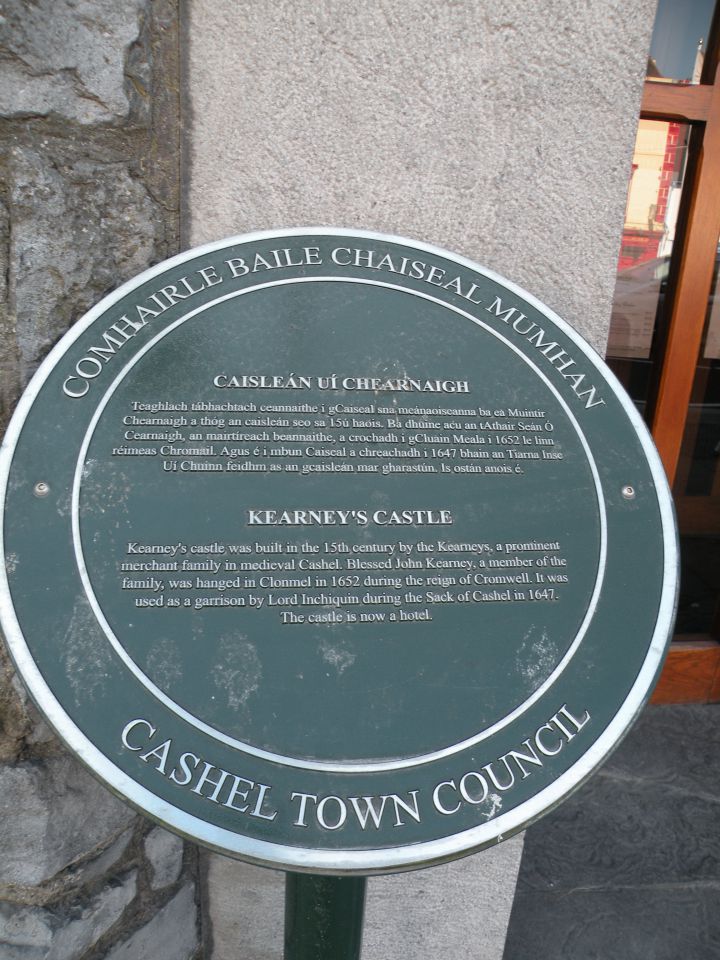 COMHAIRLE BAILE CHAISEAL MUMHAN
CAISLEÁN UÍ CHEARNAIGH
Teaghlach tábhachtach ceannaithe i gCaiseal sna meánaoiseanna ba eà Muintir
Chearnaigh a thóg an caisleán seo sa 15ú haois. Bà dhuine acu an tAthair Seán Ó
Cearnaigh, an mairtíreach beannaithe, a crochadh i gCluain Meala i 1652 le linn
réimeas Chromail. Agus é i mbun Caiseal a chreachadh i 1647 bhain an Tiarna Inse
Uí Chuinn feidhm as an gcaisleán mar gharastún. Is ostán anois é.
KEARNEY'S CASTLE
Kearney's castle was built in the 15th century by the Kearneys, a prominent
merchant family in medieval Cashel. Blessed John Kearney, a member of the
family, was hanged in Clonmel in 1652 during the reign of Cromwell. It was
used as a garrison by Lord Inchiquin during the Sack of Cashel in 1647.
The castle is now a hotel.
CASHEL TOWN COUNCIL